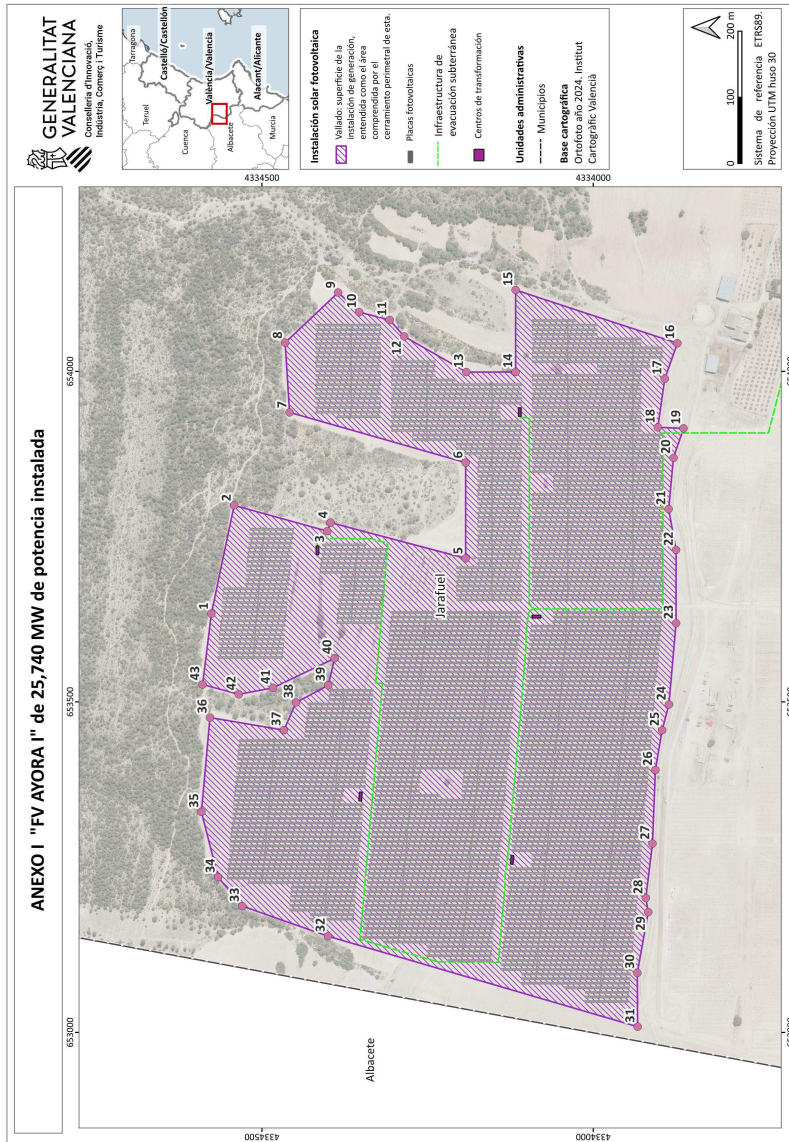 ANEXO I "FV AYORA I" de 25,740 MW de potencia instalada
GENERALITAT
VALENCIANA
Conselleria d'Innovació,
Indústria, Comerç i Turisme
Tarragona
Castelló/Castellón
Teruel
Cuenca
València/Valencia
Albacete
Alacant/Alicante
Murcia
Instalación solar fotovoltaica
Vallado: superficie de la
instalación de generación,
entendida como el área
comprendida por el
cerramiento perimetral de esta.
Placas fotovoltaicas
Infraestructura de
evacuación subterránea
Centros de transformación
Unidades administrativas
Municipios
Base cartográfica
Ortofoto año 2024. Institut
Cartogràfic Valencià
0
100
200 m
Sistema de referencia ETRS89.
Proyección UTM huso 30
653000
653500
654000
4334500
4334000
4334500
4334000
653000
653500
654000
Albacete
Jarafuel
1
2
3
4
5
6
7
8
9
10
11
12
13
14
15
16
17
18
19
20
21
22
23
24
25
26
27
28
29
30
31
32
33
34
35
36
37
38
39
40
41
42
43